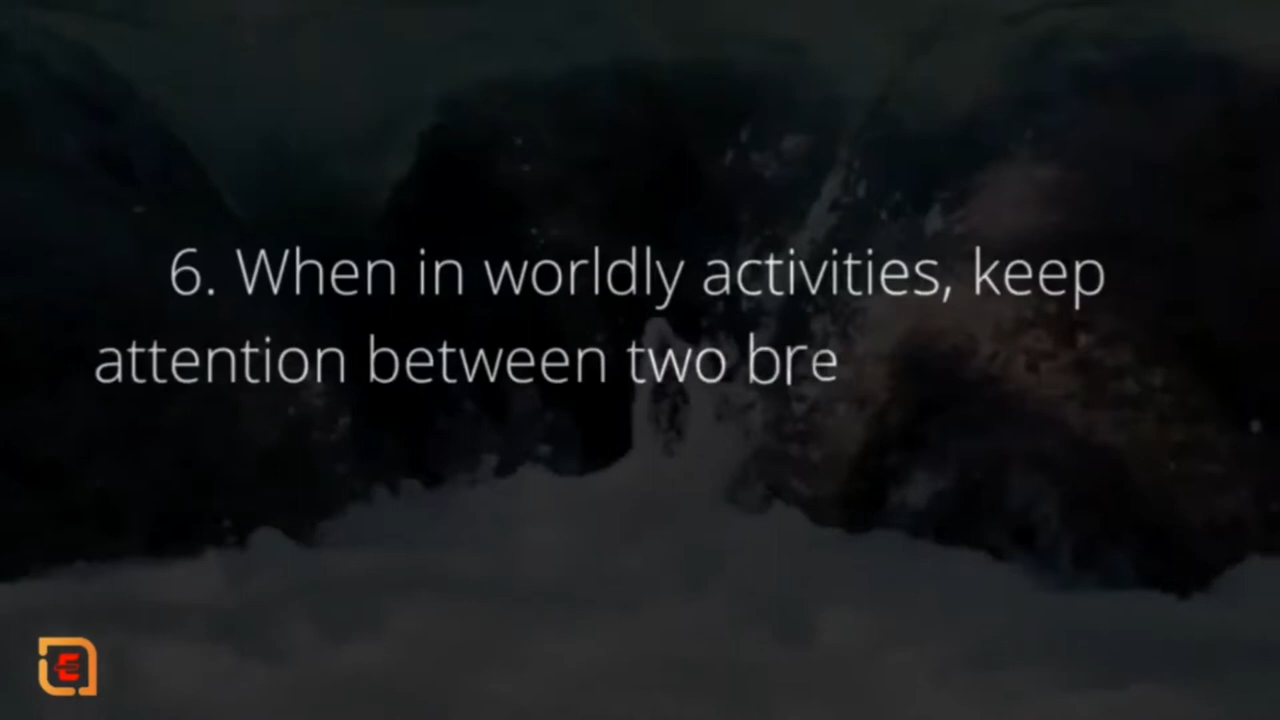 6. When in worldly activities, keep
attention between two bre